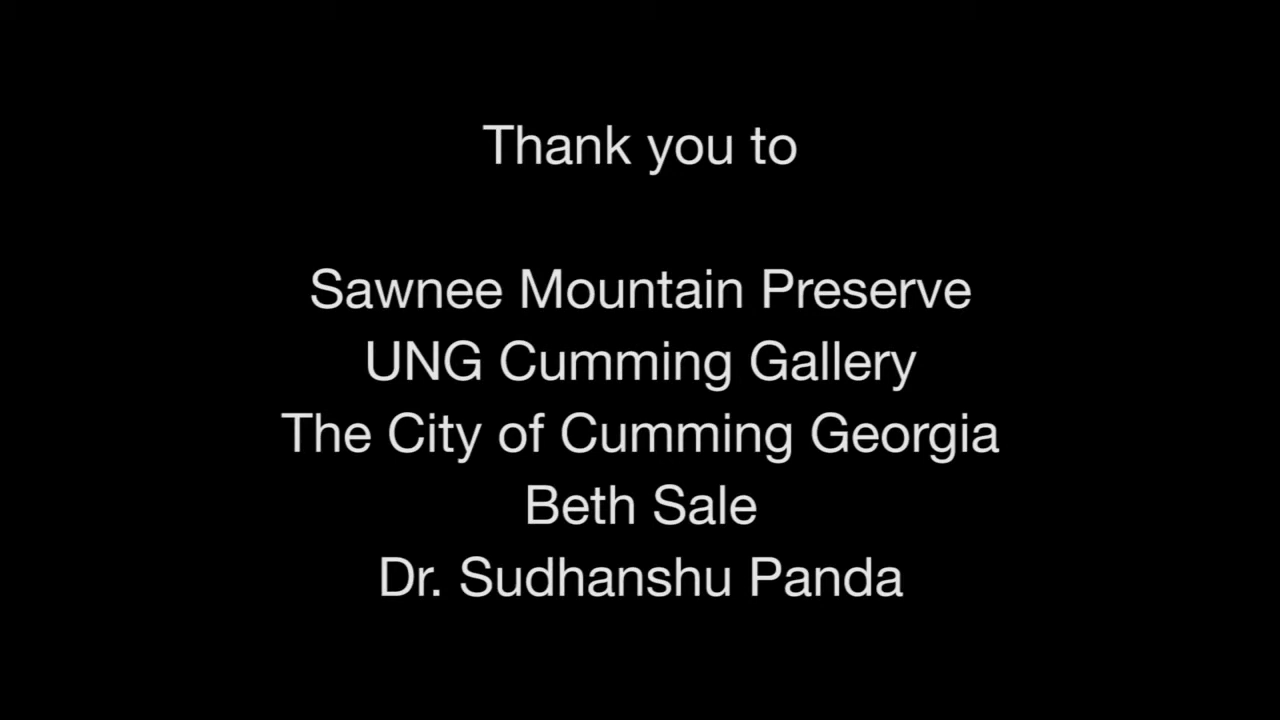 Thank you to
Sawnee Mountain Preserve
UNG Cumming Gallery
The City of Cumming Georgia
Beth Sale
Dr. Sudhanshu Panda